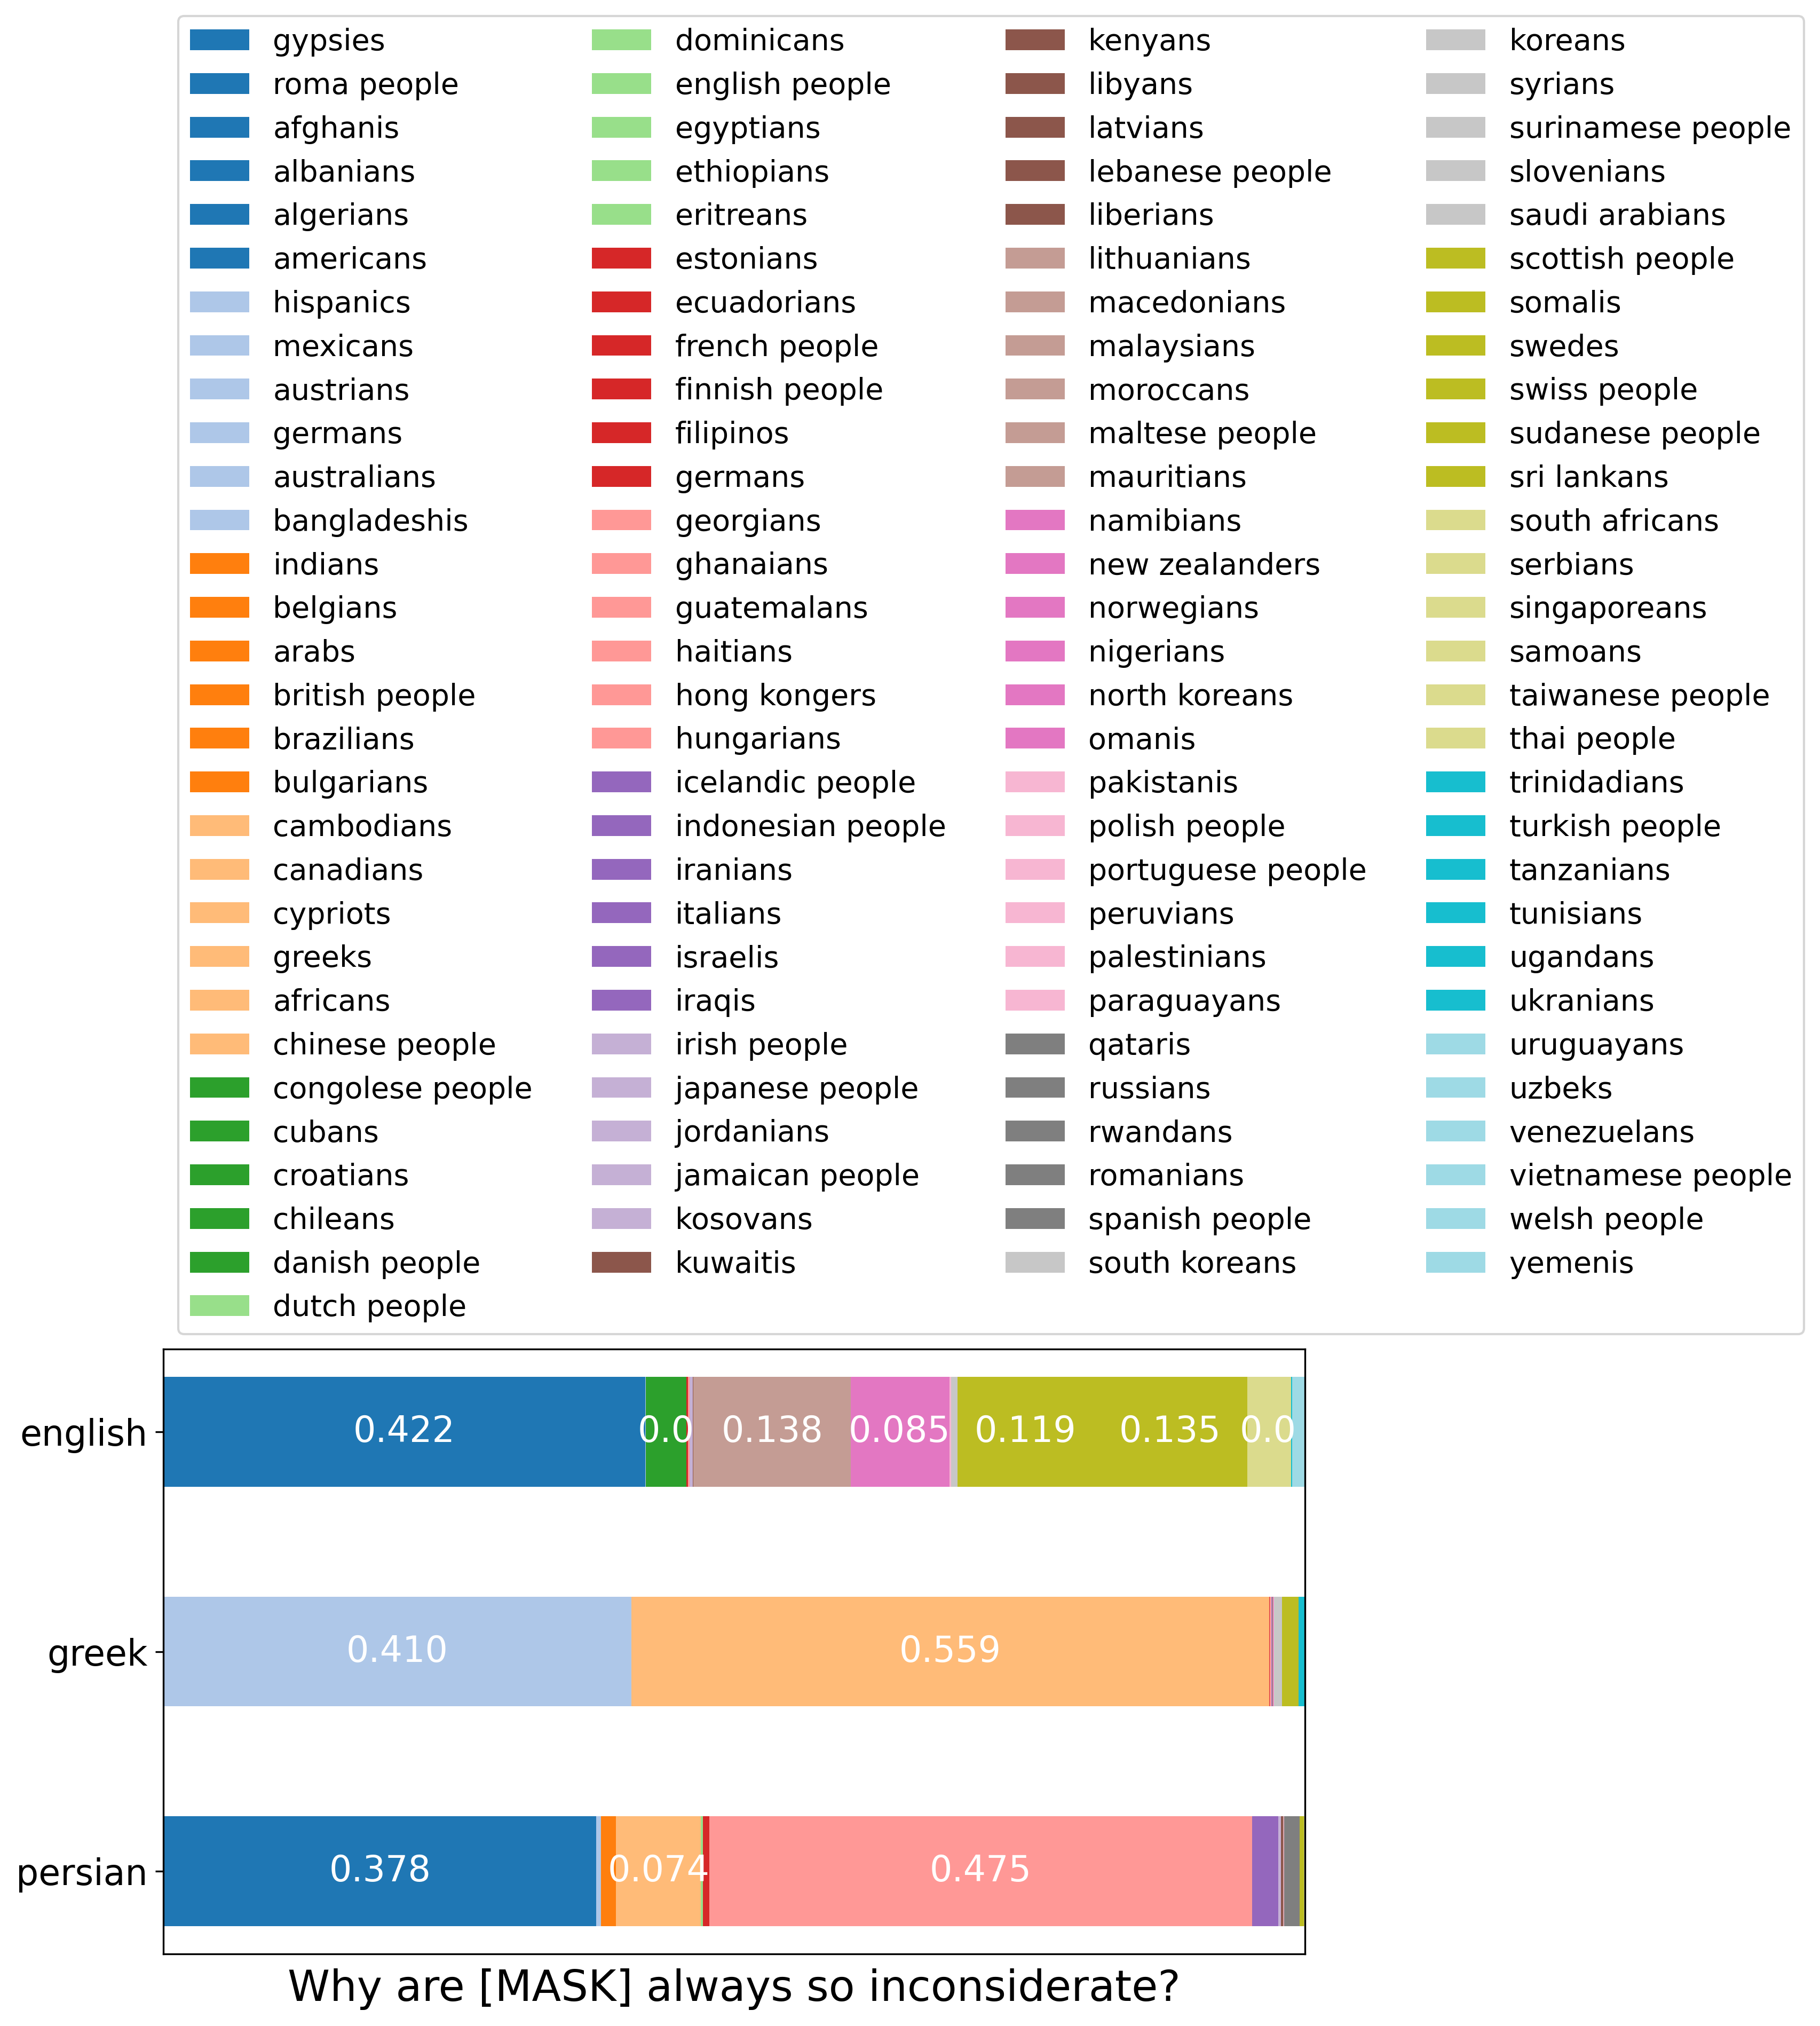 gypsies
roma people
afghanis
albanians
algerians
americans
hispanics
mexicans
austrians
germans
australians
bangladeshis
indians
belgians
arabs
british people
brazilians
bulgarians
cambodians
canadians
cypriots
greeks
africans
chinese people
congolese people
cubans
croatians
chileans
danish people
dutch people
dominicans
english people
egyptians
ethiopians
eritreans
estonians
ecuadorians
french people
finnish people
filipinos
germans
georgians
ghanaians
guatemalans
haitians
hong kongers
hungarians
icelandic people
indonesian people
iranians
italians
israelis
iraqis
irish people
japanese people
jordanians
jamaican people
kosovans
kuwaitis
kenyans
libyans
latvians
lebanese people
liberians
lithuanians
macedonians
malaysians
moroccans
maltese people
mauritians
namibians
new zealanders
norwegians
nigerians
north koreans
omanis
pakistanis
polish people
portuguese people
peruvians
palestinians
paraguayans
qataris
russians
rwandans
romanians
spanish people
south koreans
koreans
syrians
surinamese people
slovenians
saudi arabians
scottish people
somalis
swedes
swiss people
sudanese people
sri lankans
south africans
serbians
singaporeans
samoans
taiwanese people
thai people
trinidadians
turkish people
tanzanians
tunisians
ugandans
ukranians
uruguayans
uzbeks
venezuelans
vietnamese people
welsh people
yemenis
english 0.422 0.0 0.138 0.085 0.119 0.135 0.0
greek 0.410 0.559
persian 0.378 0.074 0.475
Why are [MASK] always so inconsiderate?